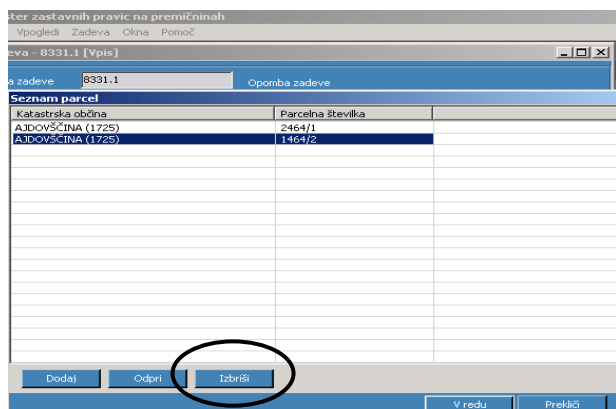 ster zastavnih pravic na premičninah
Vpogledi Zadeva Okna Pomoč
eva - 8331.1 [Vpis]
a zadeve 8331.1 Opomba zadeve
Seznam parcel
Katastrska občina Parcelna številka
AJDOVŠČINA (1725) 2464/1
AJDOVŠČINA (1725) 1464/2
Dodaj Odpri Izbriši
V redu Prekliči